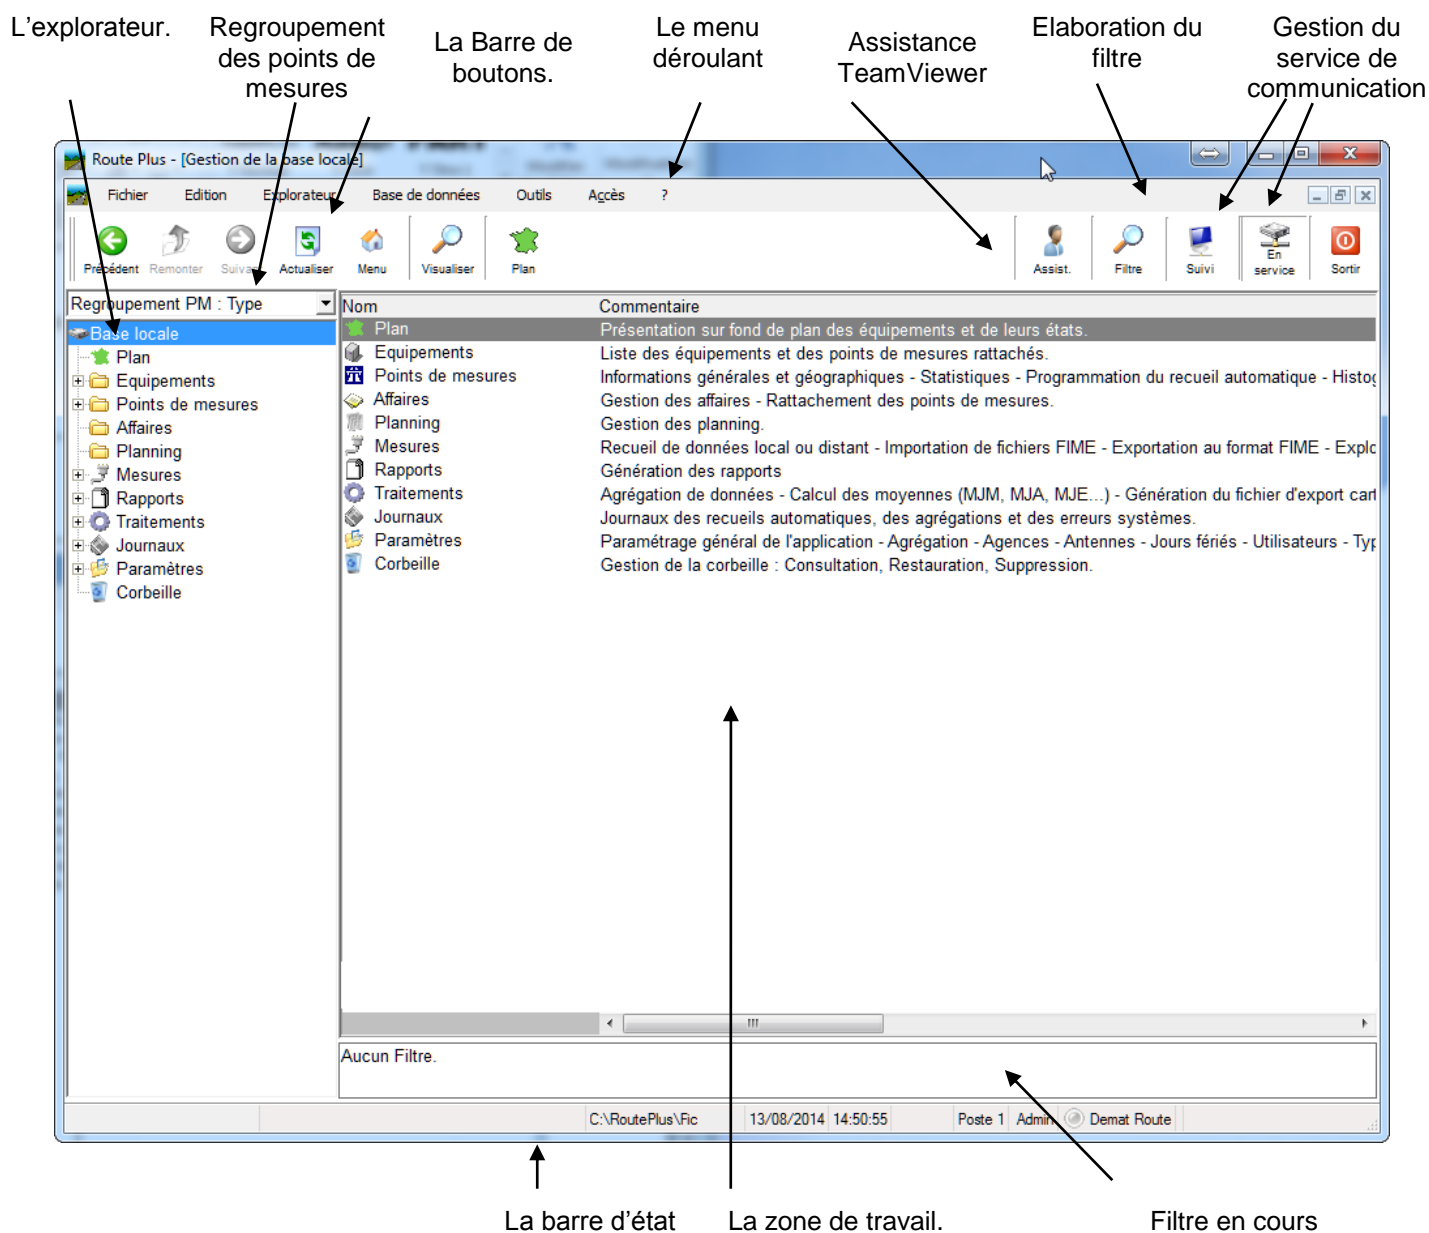 L'explorateur.
Regroupement
des points de
mesures
La Barre de
boutons.
Le menu
déroulant
Assistance
TeamViewer
Elaboration du
filtre
Gestion du
service de
communication
Route Plus - [Gestion de la base locale]
Fichier Edition Explorateur Base de données Outils Accès ?
Précédent Remonter Suivant Actualiser Menu Visualiser Plan Assist. Filtre Suivi En service Sortir
Regroupement PM : Type
Base locale
Plan
Equipements
Points de mesures
Affaires
Planning
Mesures
Rapports
Traitements
Journaux
Paramètres
Corbeille
Nom Commentaire
Plan Présentation sur fond de plan des équipements et de leurs états.
Equipements Liste des équipements et des points de mesures rattachés.
Points de mesures Informations générales et géographiques - Statistiques - Programmation du recueil automatique - Histo
Affaires Gestion des affaires - Rattachement des points de mesures.
Planning Gestion des planning.
Mesures Recueil de données local ou distant - Importation de fichiers FIME - Exportation au format FIME - Explo
Rapports Génération des rapports
Traitements Agrégation de données - Calcul des moyennes (MJM, MJA, MJE...) - Génération du fichier d'export cart
Journaux Journaux des recueils automatiques, des agrégations et des erreurs systèmes.
Paramètres Paramétrage général de l'application - Agrégation - Agences - Antennes - Jours fériés - Utilisateurs - Typ
Corbeille Gestion de la corbeille : Consultation, Restauration, Suppression.
Aucun Filtre.
C:\RoutePlus\Fic 13/08/2014 14:50:55 Poste 1 Admin Demat Route
La barre d'état
La zone de travail.
Filtre en cours